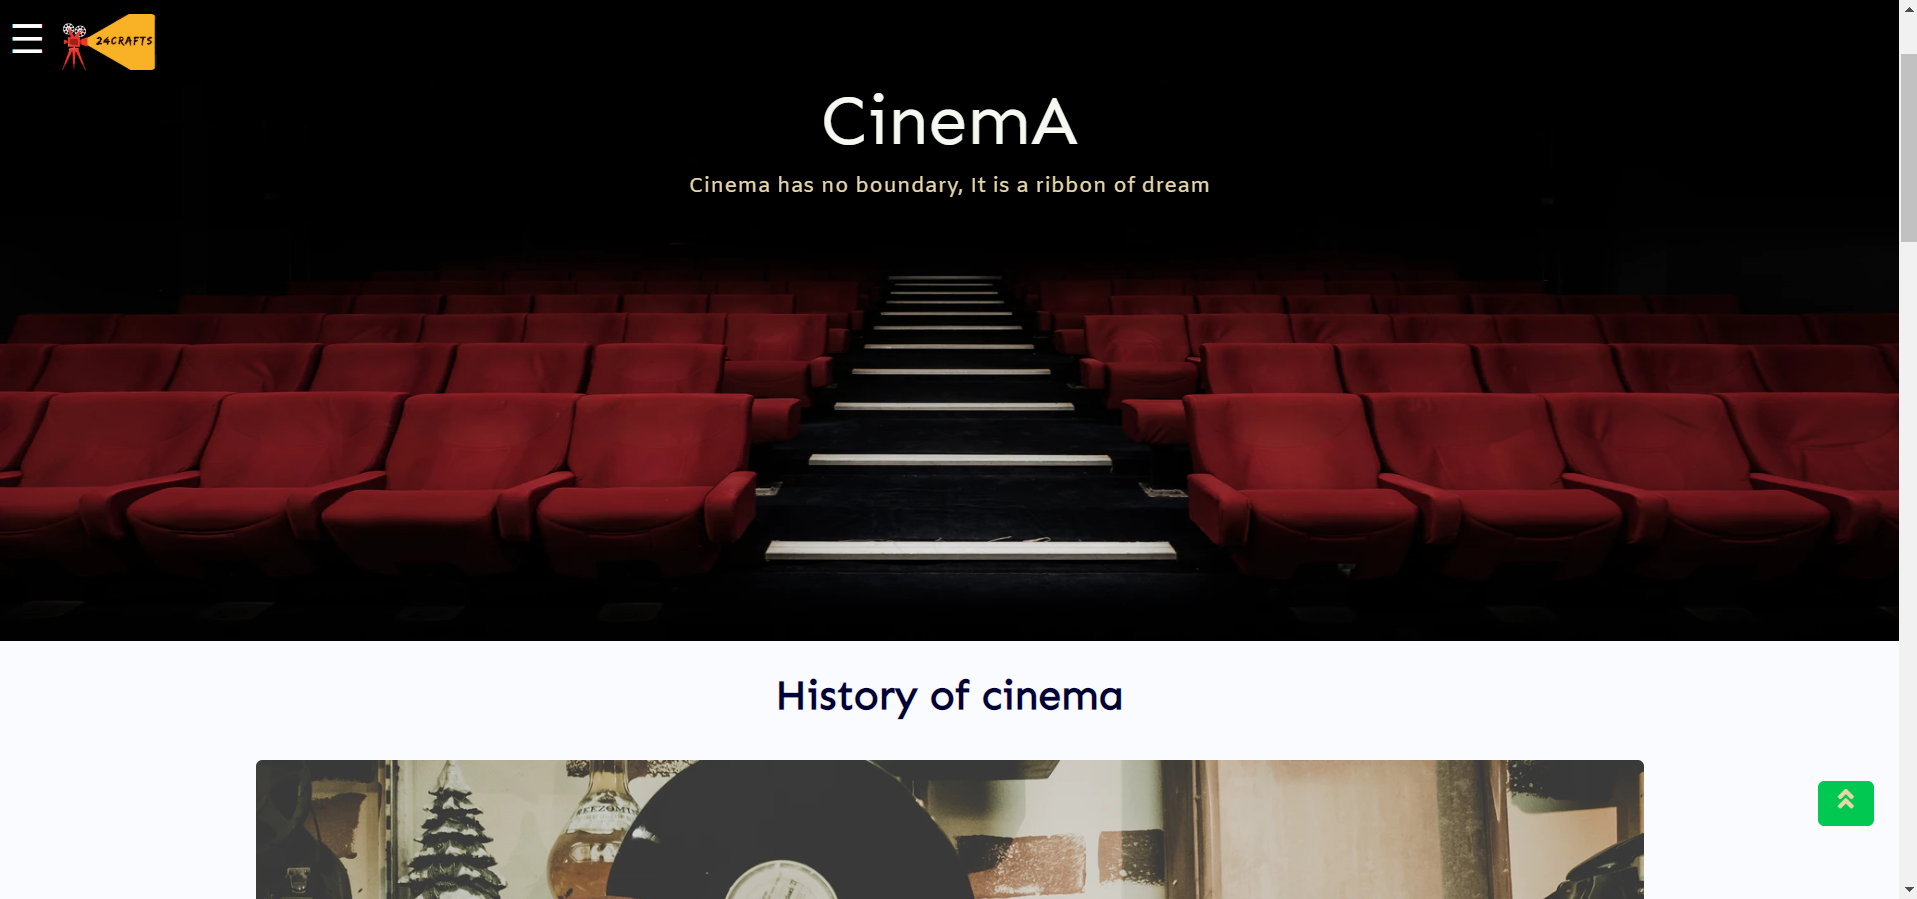 24CRAFTS
CinemA
Cinema has no boundary, It is a ribbon of dream
History of cinema